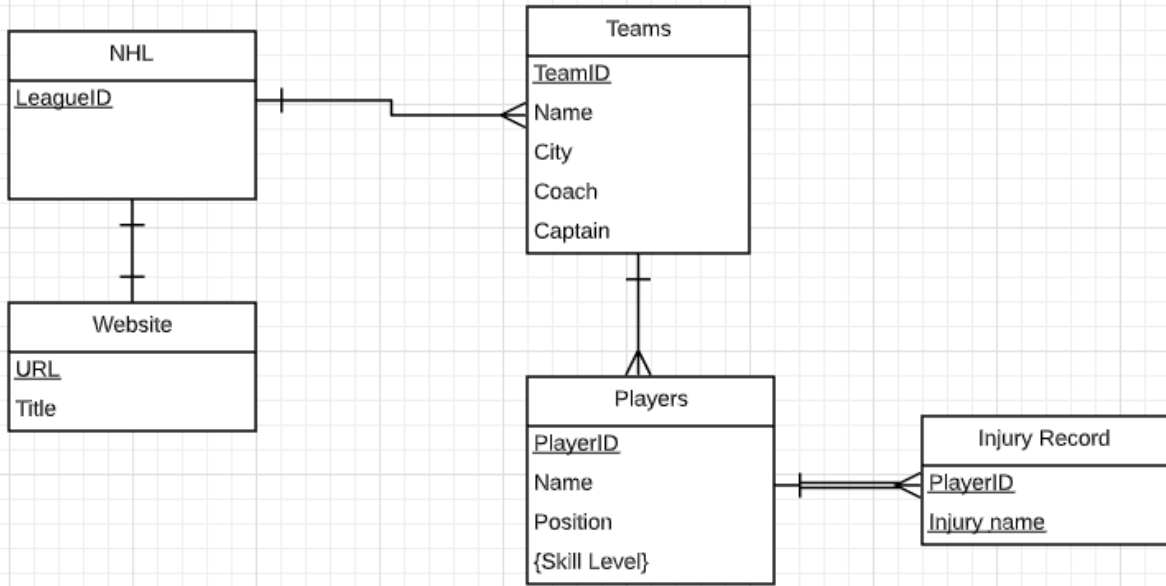 NHL
LeagueID
Website
URL
Title
Teams
TeamID
Name
City
Coach
Captain
Players
PlayerID
Name
Position
{Skill Level}
Injury Record
PlayerID
Injury name